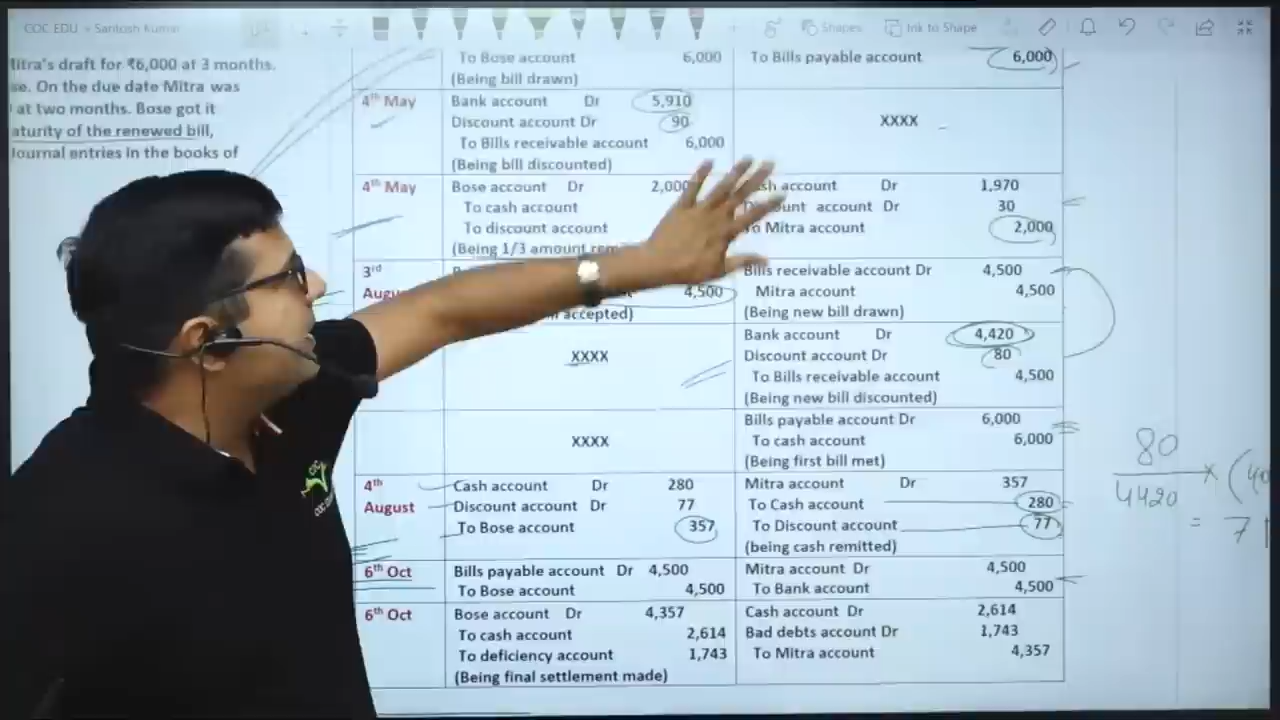 COC EDU - Santosh Kumar
Shapes
Ink to Shape
Mitra's draft for ₹6,000 at 3 months.
se. On the due date Mitra was
at two months. Bose got it
aturity of the renewed bill,
Journal entries in the books of
To Bose account 6,000
(Being bill drawn)
To Bills payable account 6,000
4th May
Bank account Dr 5,910
Discount account Dr 90
To Bills receivable account 6,000
(Being bill discounted)
XXXX
4th May
Bose account Dr 2,000
To cash account
To discount account
(Being 1/3 amount
account Dr 1,970
account Dr 30
To Mitra account 2,000
3rd
4,500
accepted)
Bills receivable account Dr 4,500
Mitra account 4,500
(Being new bill drawn)
XXXX
Bank account Dr 4,420
Discount account Dr 80
To Bills receivable account 4,500
(Being new bill discounted)
XXXX
Bills payable account Dr 6,000
To cash account 6,000
(Being first bill met)
4th
August
Cash account Dr 280
Discount account Dr 77
To Bose account 357
Mitra account Dr 357
To Cash account 280
To Discount account 77
(being cash remitted)
6th Oct
Bills payable account Dr 4,500
To Bose account 4,500
Mitra account Dr 4,500
To Bank account 4,500
6th Oct
Bose account Dr 4,357
To cash account 2,614
To deficiency account 1,743
(Being final settlement made)
Cash account Dr 2,614
Bad debts account Dr 1,743
To Mitra account 4,357
80
4420 × (
= 7